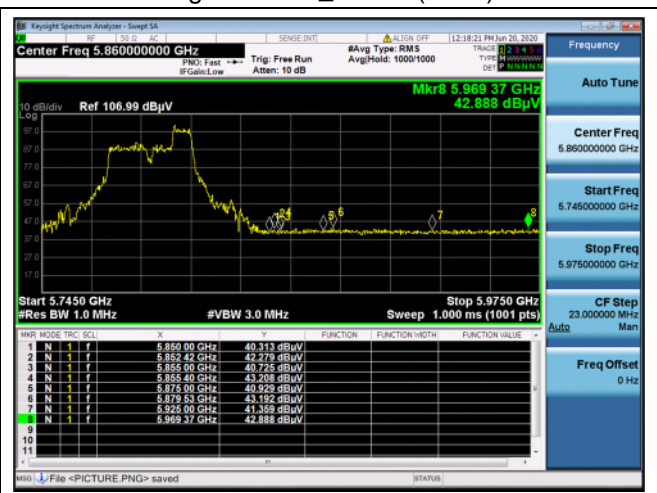 Keysight Spectrum Analyzer - Swept SA
RF 50 Ω AC SENSE:INT ALIGN OFF 12:18:21 PM Jun 20, 2020
Center Freq 5.860000000 GHz
PNO: Fast
IFGain:Low
Trig: Free Run
Atten: 10 dB
#Avg Type: RMS
Avg|Hold: 1000/1000
TRACE 1 2 3 4 5 6
TYPE M WWWWW
DET P N N N N N
Mkr8 5.969 37 GHz
42.888 dBµV
10 dB/div Ref 106.99 dBµV
Log
97.0
87.0
77.0
67.0
57.0
47.0
37.0
27.0
17.0
5 6
7
8
Start 5.7450 GHz
Stop 5.9750 GHz
#Res BW 1.0 MHz #VBW 3.0 MHz Sweep 1.000 ms (1001 pts)
MKR MODE TRC SCL X Y FUNCTION FUNCTION WIDTH FUNCTION VALUE
1 N 1 f 5.850 00 GHz 40.313 dBµV
2 N 1 f 5.852 42 GHz 42.279 dBµV
3 N 1 f 5.855 00 GHz 40.725 dBµV
4 N 1 f 5.855 40 GHz 43.208 dBµV
5 N 1 f 5.875 00 GHz 40.929 dBµV
6 N 1 f 5.879 53 GHz 43.192 dBµV
7 N 1 f 5.925 00 GHz 41.359 dBµV
8 N 1 f 5.969 37 GHz 42.888 dBµV
9
10
11
MSG File <PICTURE.PNG> saved STATUS
Frequency
Auto Tune
Center Freq
5.860000000 GHz
Start Freq
5.745000000 GHz
Stop Freq
5.975000000 GHz
CF Step
23.000000 MHz
Auto Man
Freq Offset
0 Hz